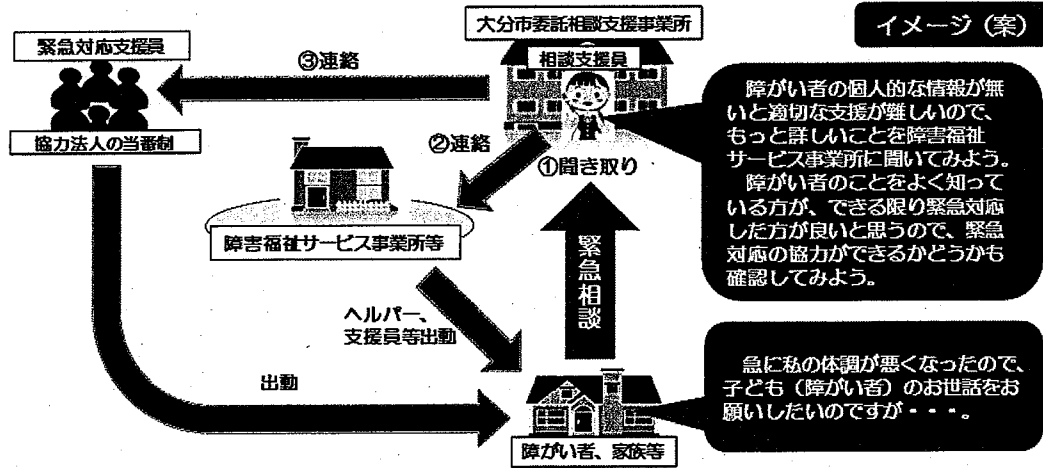 イメージ（案）
大分市委託相談支援事業所
相談支援員
緊急対応支援員
協力法人の当番制
③連絡
②連絡
①聞き取り
障がい者の個人的な情報が無
いと適切な支援が難しいので、
もっと詳しいことを障害福祉
サービス事業所に聞いてみよう。
障がい者のことをよく知って
いる方が、できる限り緊急対応
した方が良いと思うので、緊急
対応の協力ができるかどうかも
確認してみよう。
障害福祉サービス事業所等
緊急相談
ヘルパー、
支援員等出動
出動
急に私の体調が悪くなったので、
子ども（障がい者）のお世話をお
願いしたいのですが・・・。
障がい者、家族等